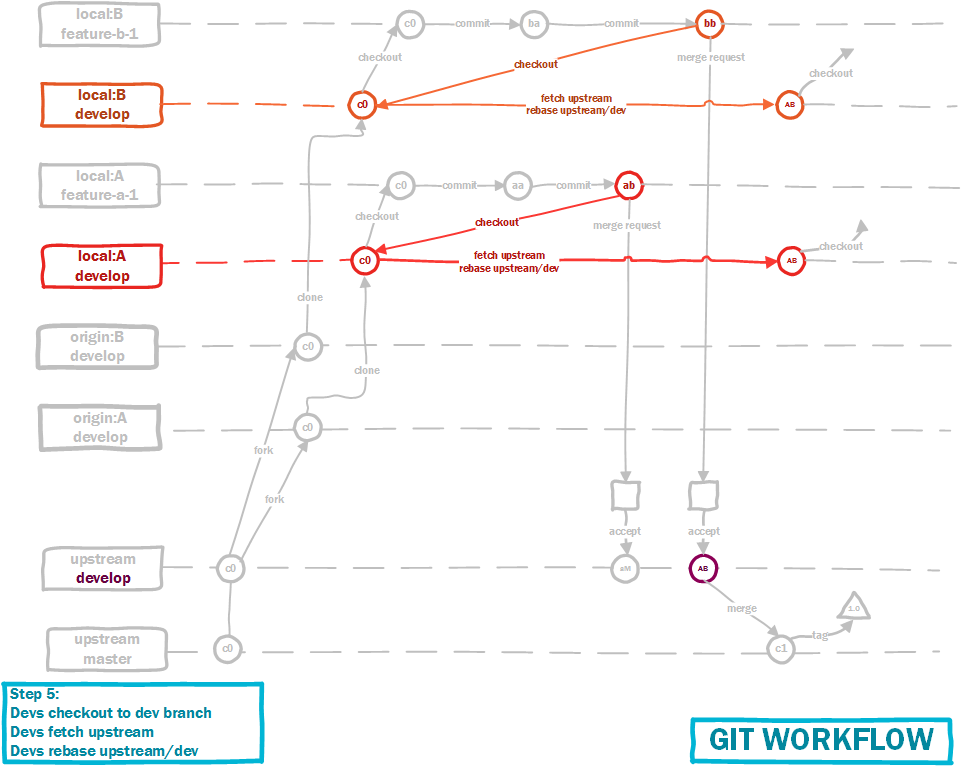 local:B
feature-b-1
c0
commit
ba
commit
bb
checkout
merge request
checkout
checkout
local:B
develop
c0
fetch upstream
rebase upstream/dev
AB
local:A
feature-a-1
c0
commit
aa
commit
ab
checkout
checkout
merge request
checkout
local:A
develop
c0
fetch upstream
rebase upstream/dev
AB
clone
origin:B
develop
c0
clone
origin:A
develop
c0
fork
fork
accept
accept
upstream
develop
c0
aM
AB
merge
1.0
tag
upstream
master
c0
c1
Step 5:
Devs checkout to dev branch
Devs fetch upstream
Devs rebase upstream/dev
GIT WORKFLOW